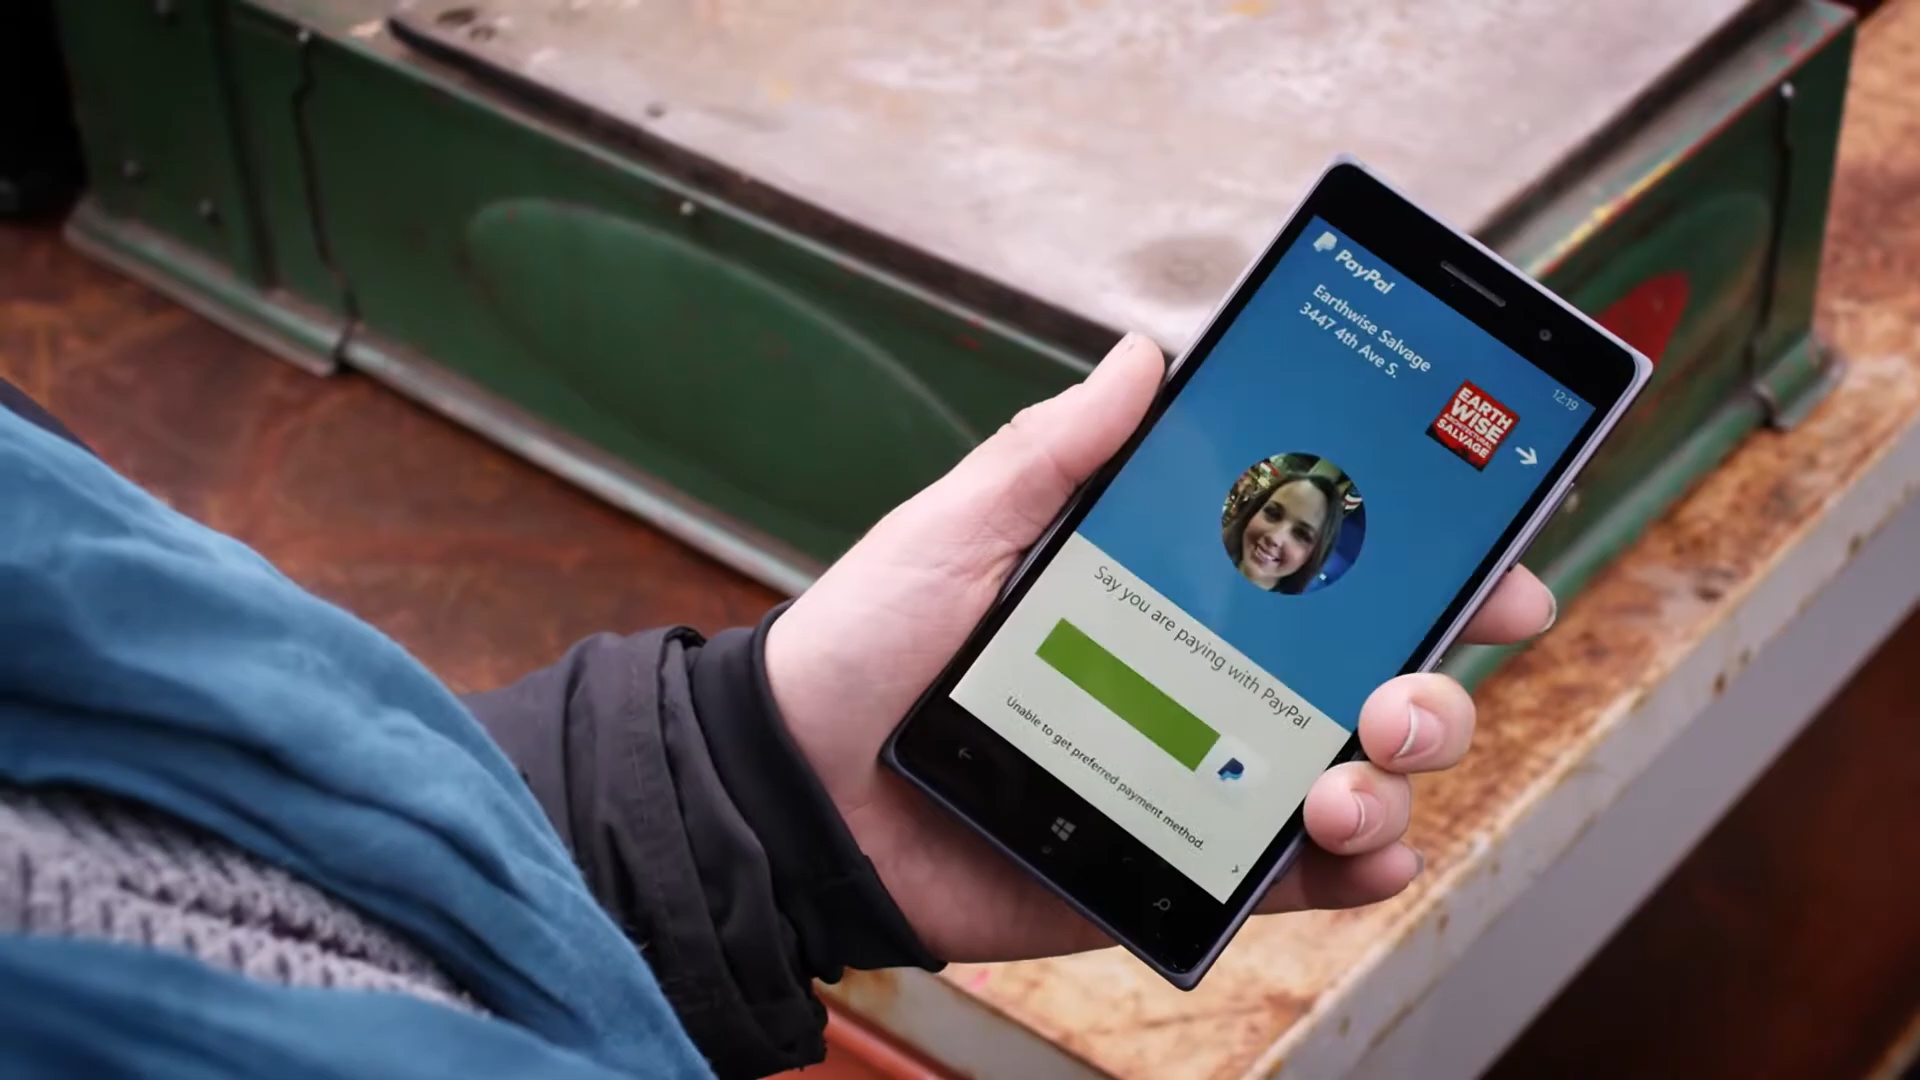 PayPal
Earthwise Salvage
3447 4th Ave S.
12:19
EARTH
WISE
ARCHITECTURAL
SALVAGE
Say you are paying with PayPal
Unable to get preferred payment method.